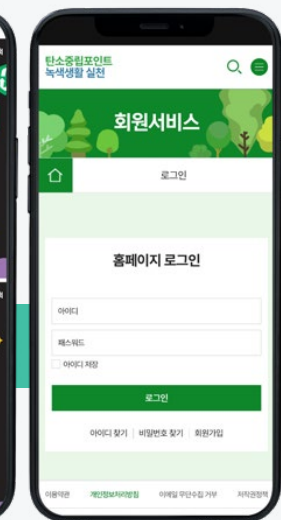 탄소중립포인트
녹색생활 실천
회원서비스
로그인
홈페이지 로그인
아이디
패스워드
아이디 저장
로그인
아이디 찾기 | 비밀번호 찾기 | 회원가입
이용약관 개인정보처리방침 이메일 무단수집 거부 저작권정책